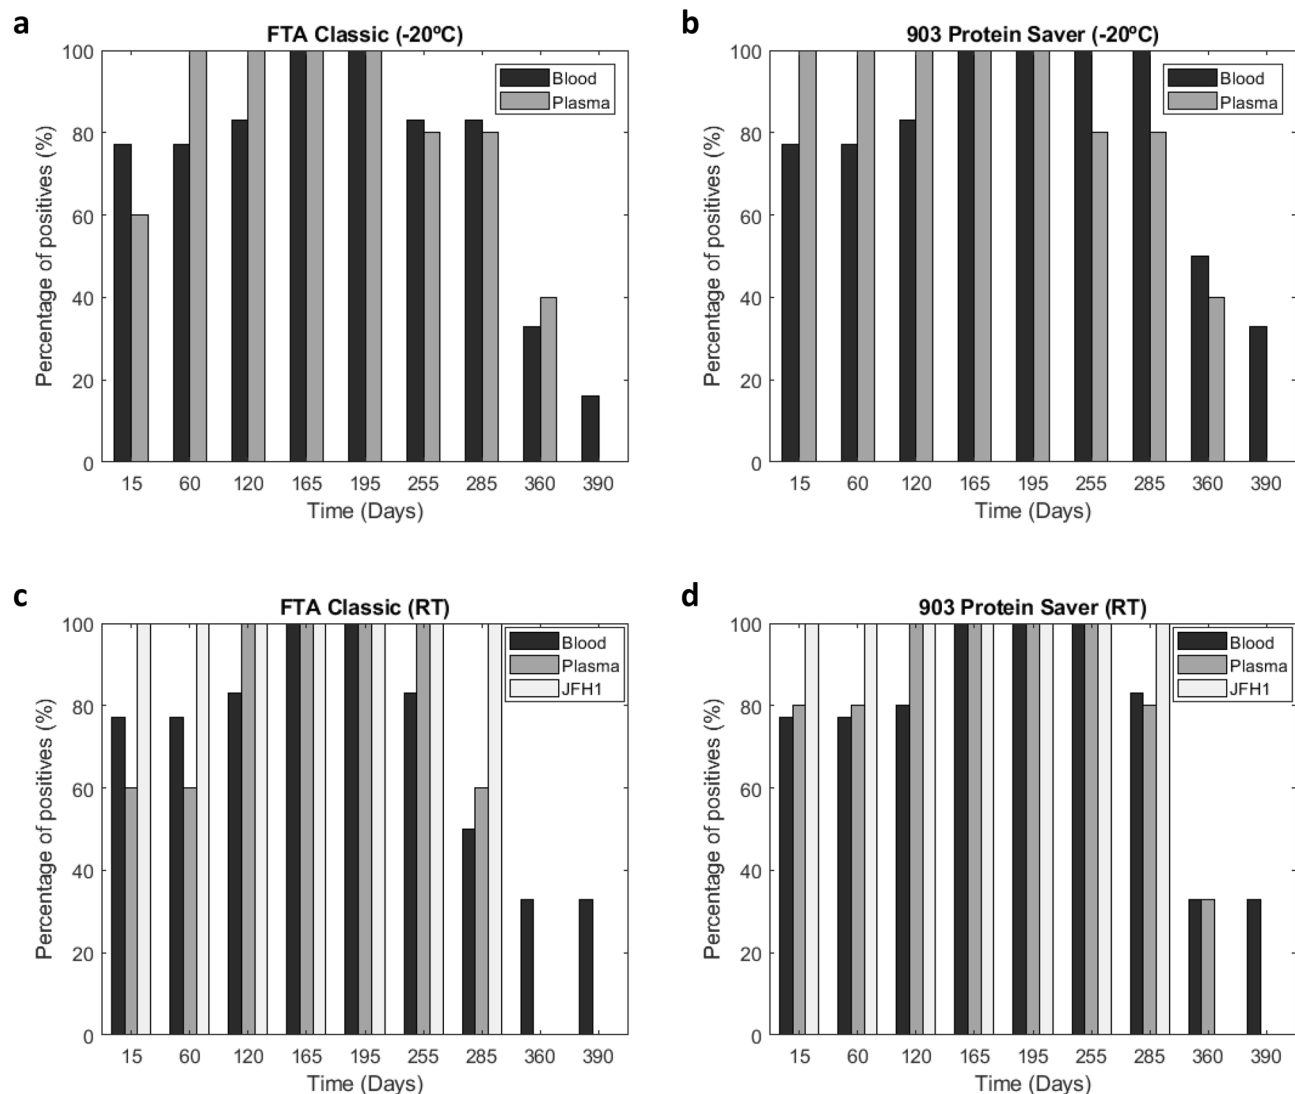 a
FTA Classic (-20ºC)
Percentage of positives (%)
100
80
60
40
20
0
Blood
Plasma
15 60 120 165 195 255 285 360 390
Time (Days)
b
903 Protein Saver (-20ºC)
Percentage of positives (%)
100
80
60
40
20
0
Blood
Plasma
15 60 120 165 195 255 285 360 390
Time (Days)
c
FTA Classic (RT)
Percentage of positives (%)
100
80
60
40
20
0
Blood
Plasma
JFH1
15 60 120 165 195 255 285 360 390
Time (Days)
d
903 Protein Saver (RT)
Percentage of positives (%)
100
80
60
40
20
0
Blood
Plasma
JFH1
15 60 120 165 195 255 285 360 390
Time (Days)